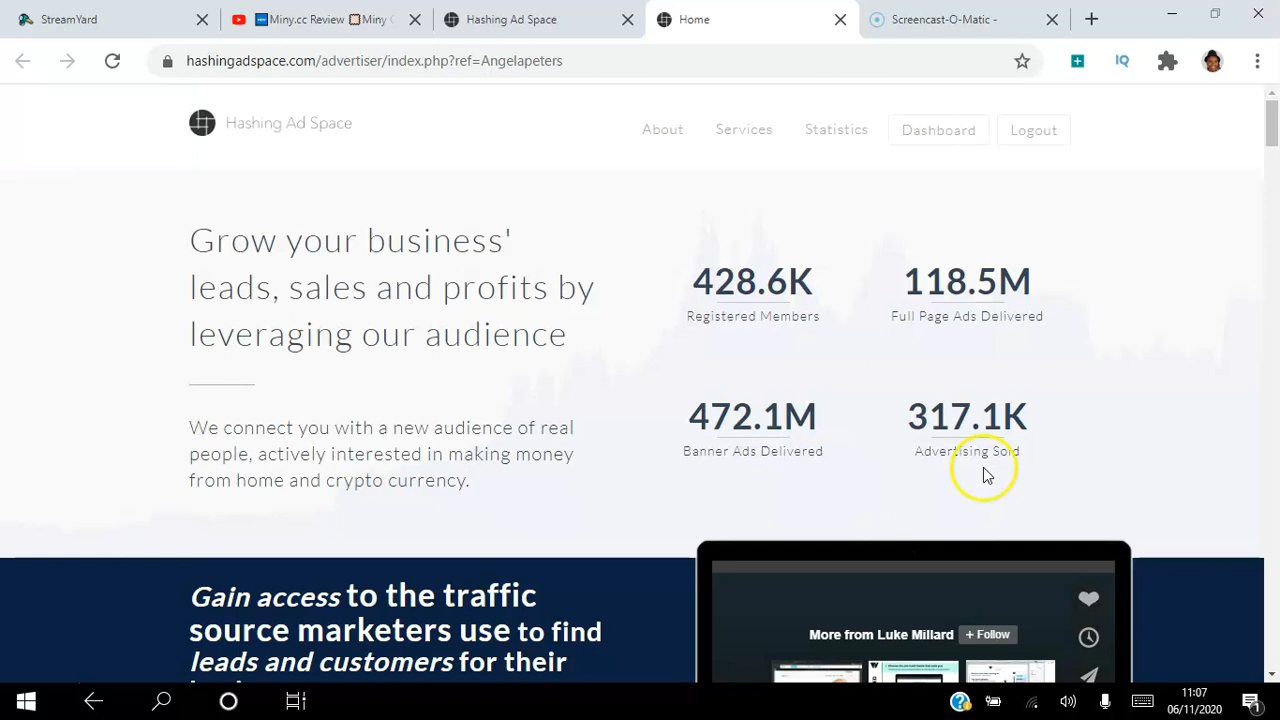 StreamYard
Miny.cc Review
Miny
Hashing Ad Space
Home
Screencast-O-Matic -
hashingadspace.com/advertiser/index.php?ref=Angelapeters
IQ
Hashing Ad Space
About
Services
Statistics
Dashboard
Logout
Grow your business'
leads, sales and profits by
leveraging our audience
We connect you with a new audience of real
people, actively interested in making money
from home and crypto currency.
428.6K
Registered Members
118.5M
Full Page Ads Delivered
472.1M
Banner Ads Delivered
317.1K
Advertising Sold
Gain access to the traffic
source marketers use to find
leads and customers for their
More from Luke Millard
+ Follow
11:07
06/11/2020
1